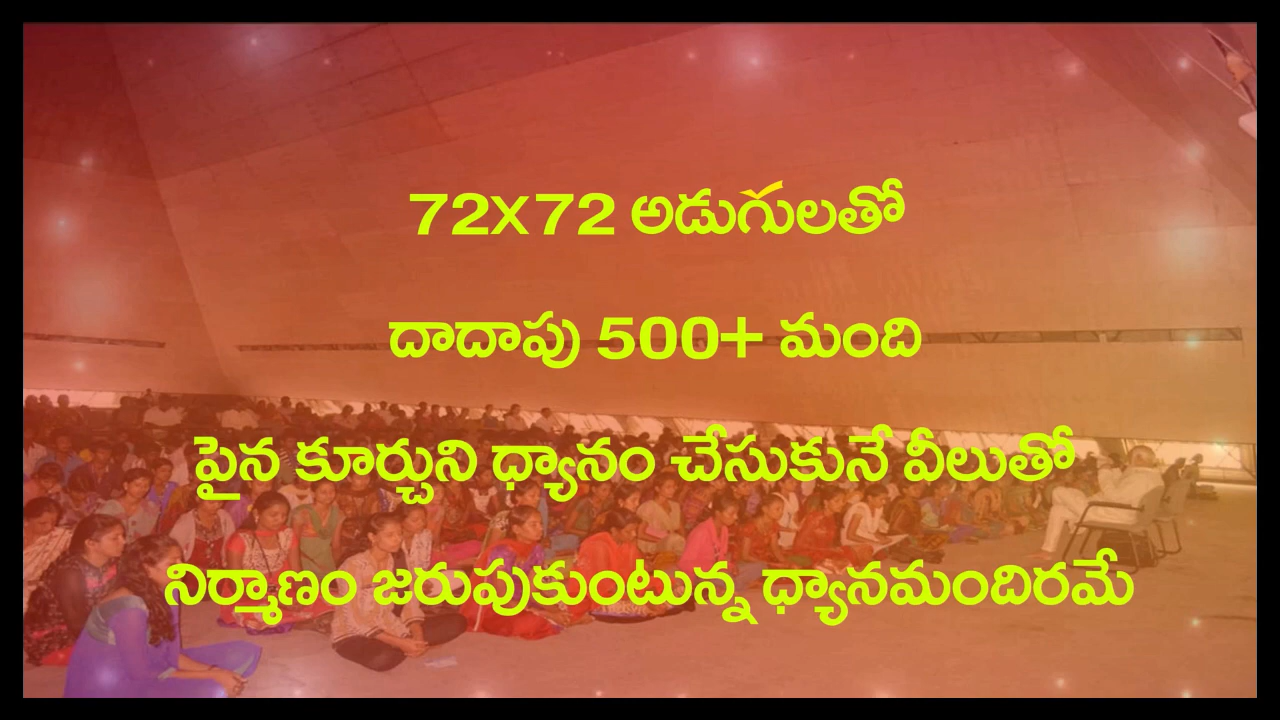 72X72 అడుగులతో
దాదాపు 500+ మంది
పైన కూర్చుని ధ్యానం చేసుకునే వీలుతో
నిర్మాణం జరుపుకుంటున్న ధ్యానమందిరమే